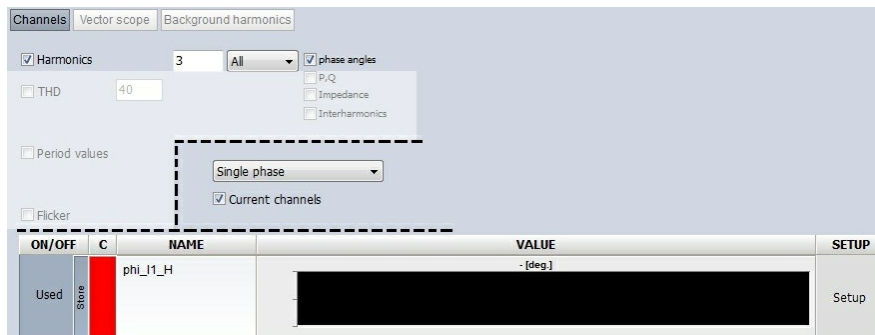 Channels Vector scope Background harmonics
Harmonics 3 All phase angles
P,Q
THD 40 Impedance
Interharmonics
Period values
Single phase
Current channels
Flicker
ON/OFF C NAME VALUE SETUP
phi_I1_H - [deg.]
Used Store Setup